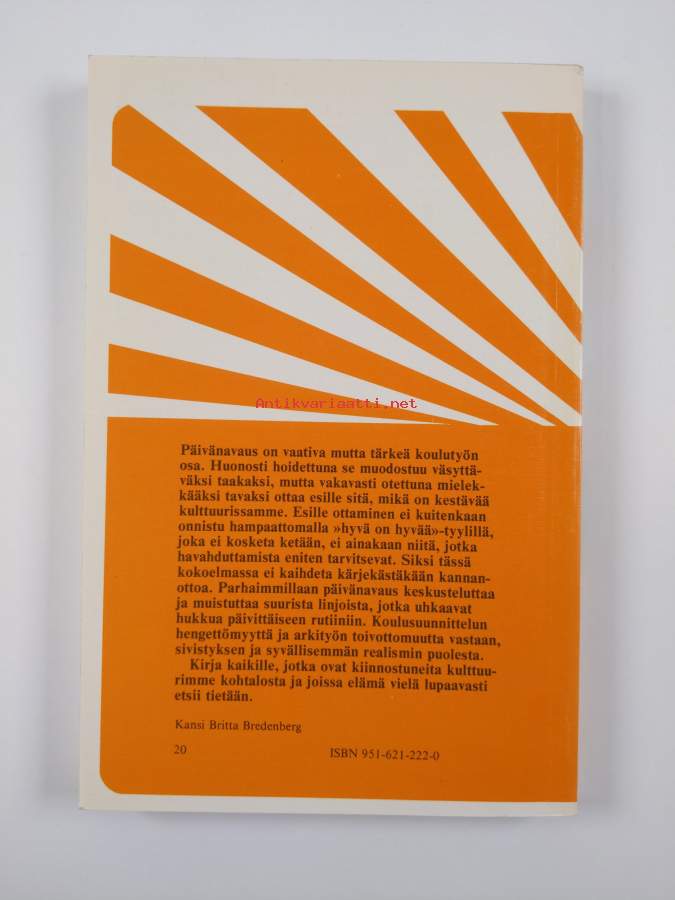 Antikvariaatti.net
Päivänavaus on vaativa mutta tärkeä koulutyön
osa. Huonosti hoidettuna se muodostuu väsyttä-
väksi taakaksi, mutta vakavasti otettuna mielek-
kääksi tavaksi ottaa esille sitä, mikä on kestävää
kulttuurissamme. Esille ottaminen ei kuitenkaan
onnistu hampaattomalla »hyvä on hyvää»-tyylillä,
joka ei kosketa ketään, ei ainakaan niitä, jotka
havahduttamista eniten tarvitsevat. Siksi tässä
kokoelmassa ei kaihdeta kärjekästäkään kannan-
ottoa. Parhaimmillaan päivänavaus keskusteluttaa
ja muistuttaa suurista linjoista, jotka uhkaavat
hukkua päivittäiseen rutiiniin. Koulusuunnittelun
hengettömyyttä ja arkityön toivottomuutta vastaan,
sivistyksen ja syvällisemmän realismin puolesta.
Kirja kaikille, jotka ovat kiinnostuneita kulttuu-
rimme kohtalosta ja joissa elämä vielä lupaavasti
etsii tietään.
Kansi Britta Bredenberg
20 ISBN 951-621-222-0